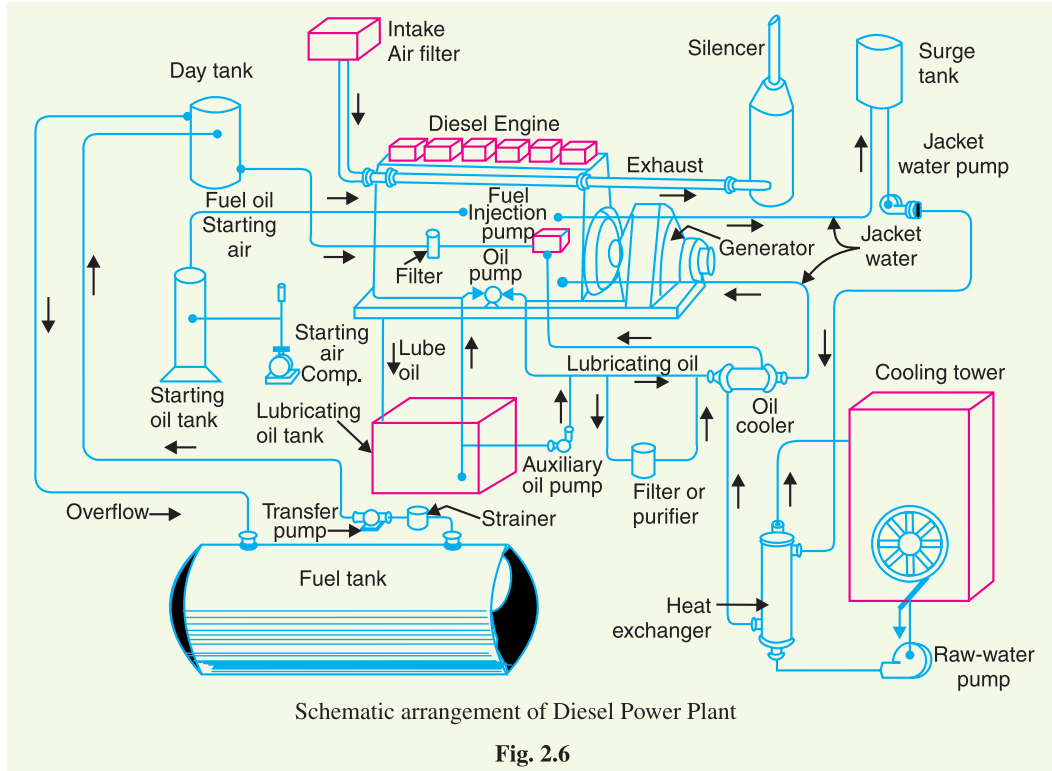 Intake
Air filter
Silencer
Surge
tank
Day tank
Diesel Engine
Jacket
water pump
Exhaust
Fuel oil
Starting
air
Fuel
Injection
pump
Generator
Jacket
water
Filter
Oil
pump
Starting
air
Comp.
Lube
oil
Lubricating oil
Cooling tower
Starting
oil tank
Lubricating
oil tank
Oil
cooler
Auxiliary
oil pump
Filter or
purifier
Overflow
Transfer
pump
Strainer
Fuel tank
Heat
exchanger
Raw-water
pump
Schematic arrangement of Diesel Power Plant
Fig. 2.6